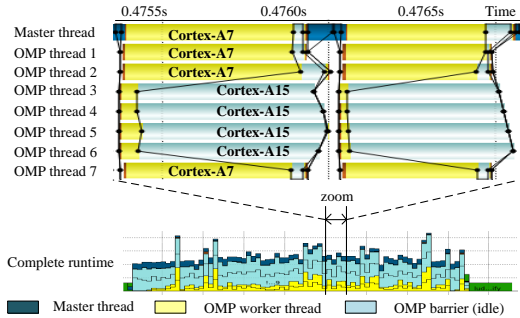 0.4755s 0.4760s 0.4765s Time
Master thread Cortex-A7
OMP thread 1
OMP thread 2 Cortex-A7
OMP thread 3 Cortex-A15
OMP thread 4 Cortex-A15
OMP thread 5 Cortex-A15
OMP thread 6 Cortex-A15
OMP thread 7 Cortex-A7
zoom
Complete runtime
Master thread OMP worker thread OMP barrier (idle)